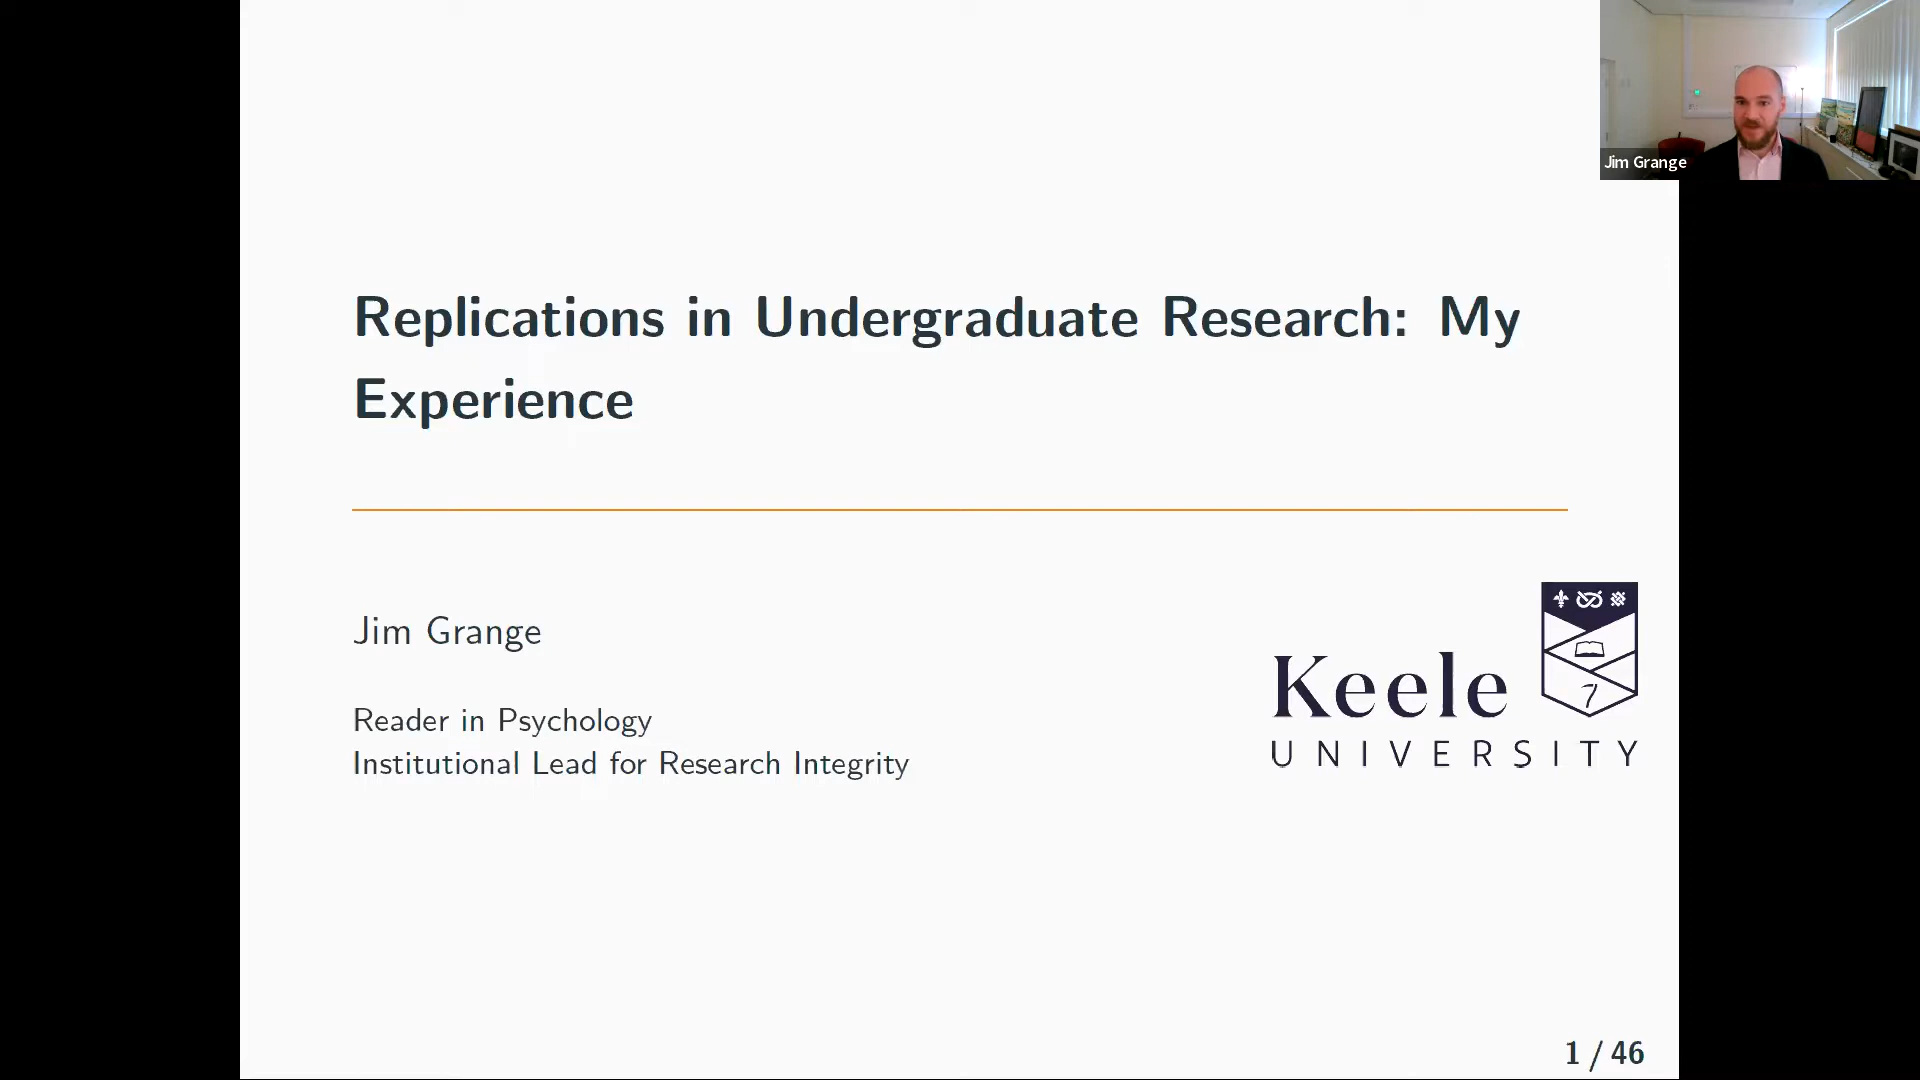 Jim Grange
Replications in Undergraduate Research: My
Experience
Jim Grange
Reader in Psychology
Institutional Lead for Research Integrity
Keele
UNIVERSITY
1 / 46